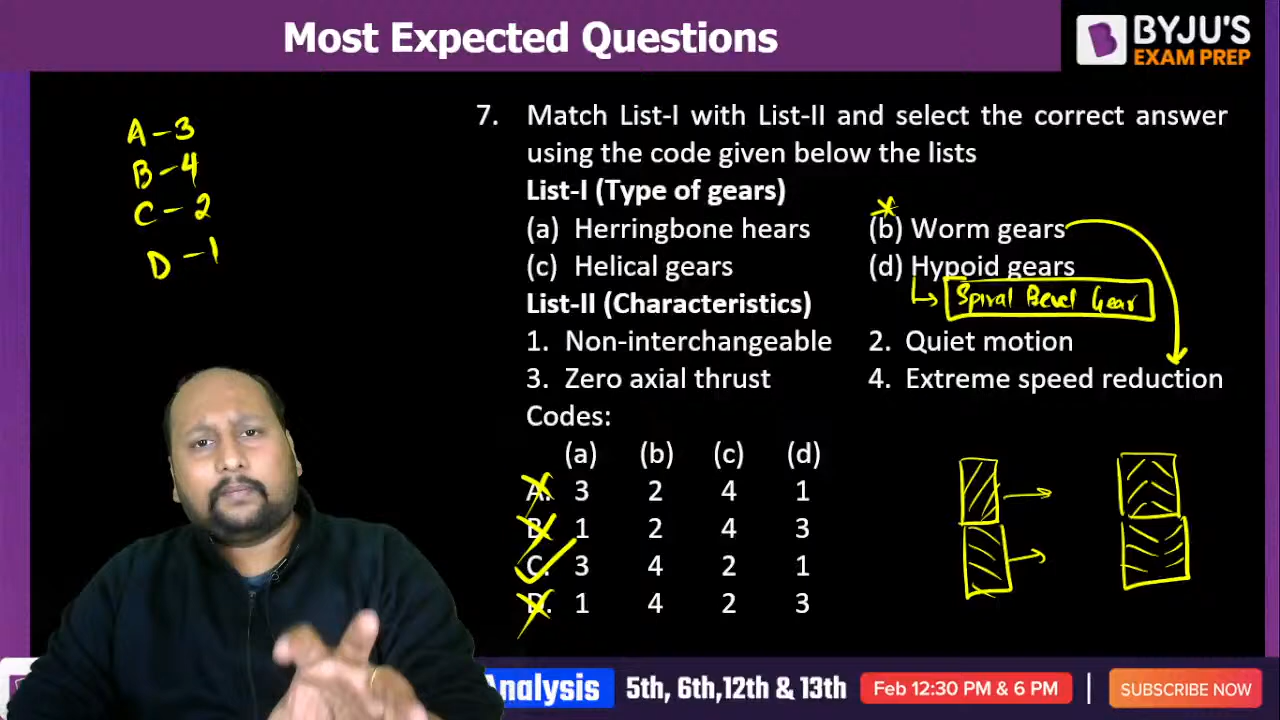 Most Expected Questions
BYJU'S
EXAM PREP
A - 3
B - 4
C - 2
D - 1
7. Match List-I with List-II and select the correct answer
using the code given below the lists
List-I (Type of gears)
(a) Herringbone hears (b) Worm gears
(c) Helical gears (d) Hypoid gears
Spiral Bevel Gear
List-II (Characteristics)
1. Non-interchangeable 2. Quiet motion
3. Zero axial thrust 4. Extreme speed reduction
Codes:
(a) (b) (c) (d)
A. 3 2 4 1
B. 1 2 4 3
C. 3 4 2 1
D. 1 4 2 3
Analysis 5th, 6th,12th & 13th Feb 12:30 PM & 6 PM | SUBSCRIBE NOW